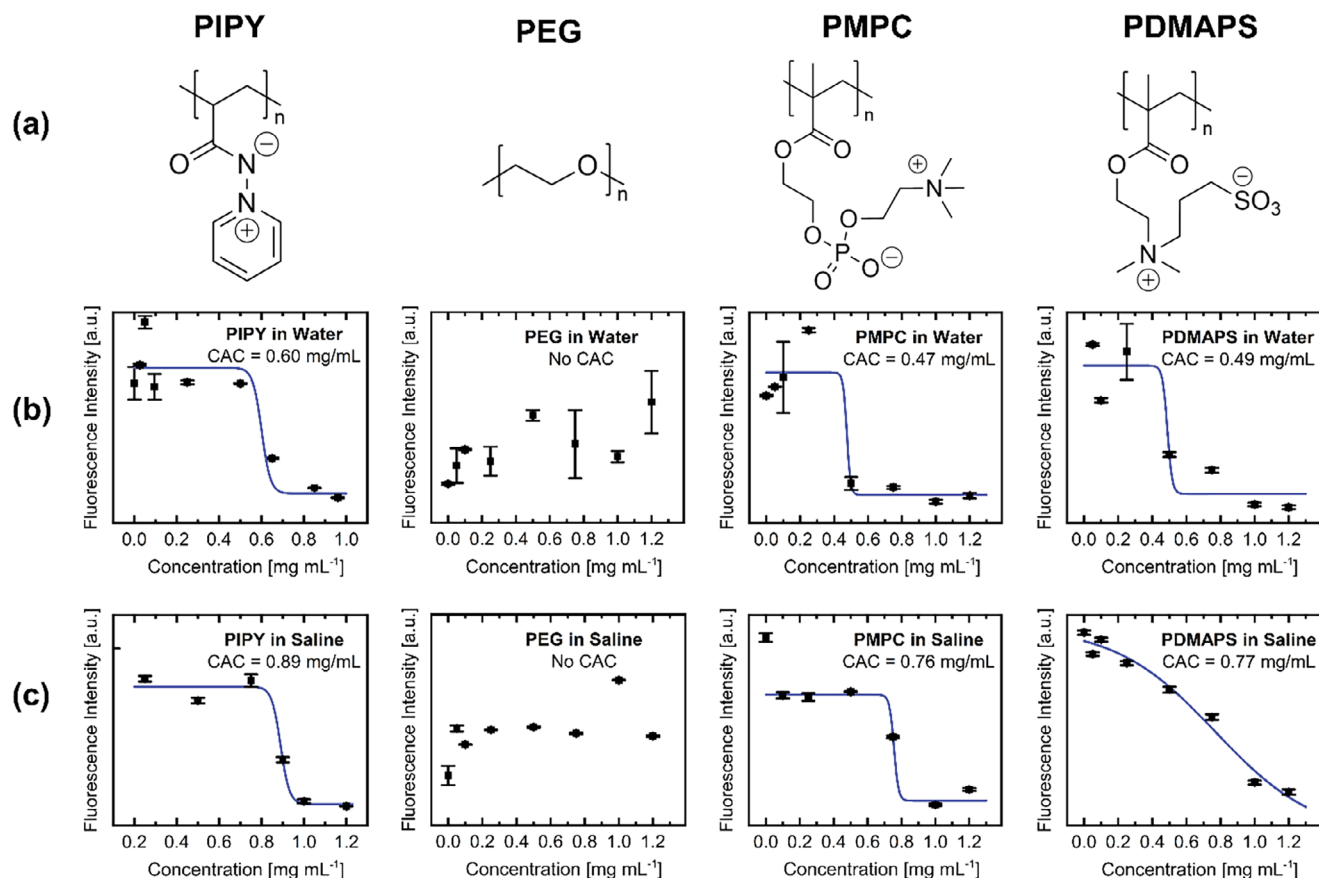 PIPY
PEG
PMPC
PDMAPS
(a)
n
O
N
⊖
N
⊕
O
n
n
O
O
O
P
O
O
⊖
O
N
⊕
n
O
O
N
⊕
⊖
SO₃
(b)
Fluorescence Intensity [a.u.]
PIPY in Water
CAC = 0.60 mg/mL
0.0 0.2 0.4 0.6 0.8 1.0
Concentration [mg mL⁻¹]
Fluorescence Intensity [a.u.]
PEG in Water
No CAC
0.0 0.2 0.4 0.6 0.8 1.0 1.2
Concentration [mg mL⁻¹]
Fluorescence Intensity [a.u.]
PMPC in Water
CAC = 0.47 mg/mL
0.0 0.2 0.4 0.6 0.8 1.0 1.2
Concentration [mg mL⁻¹]
Fluorescence Intensity [a.u.]
PDMAPS in Water
CAC = 0.49 mg/mL
0.0 0.2 0.4 0.6 0.8 1.0 1.2
Concentration [mg mL⁻¹]
(c)
Fluorescence Intensity [a.u.]
PIPY in Saline
CAC = 0.89 mg/mL
0.2 0.4 0.6 0.8 1.0 1.2
Concentration [mg mL⁻¹]
Fluorescence Intensity [a.u.]
PEG in Saline
No CAC
0.0 0.2 0.4 0.6 0.8 1.0 1.2
Concentration [mg mL⁻¹]
Fluorescence Intensity [a.u.]
PMPC in Saline
CAC = 0.76 mg/mL
0.0 0.2 0.4 0.6 0.8 1.0 1.2
Concentration [mg mL⁻¹]
Fluorescence Intensity [a.u.]
PDMAPS in Saline
CAC = 0.77 mg/mL
0.0 0.2 0.4 0.6 0.8 1.0 1.2
Concentration [mg mL⁻¹]